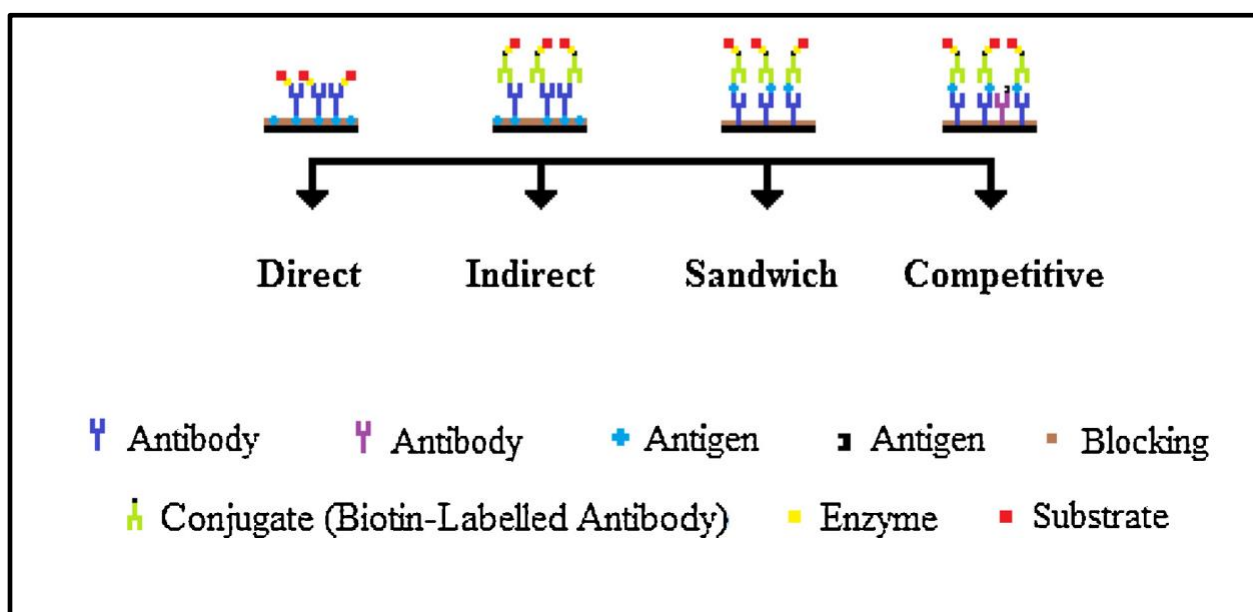 Direct Indirect Sandwich Competitive
Antibody Antibody Antigen Antigen Blocking
Conjugate (Biotin-Labelled Antibody) Enzyme Substrate